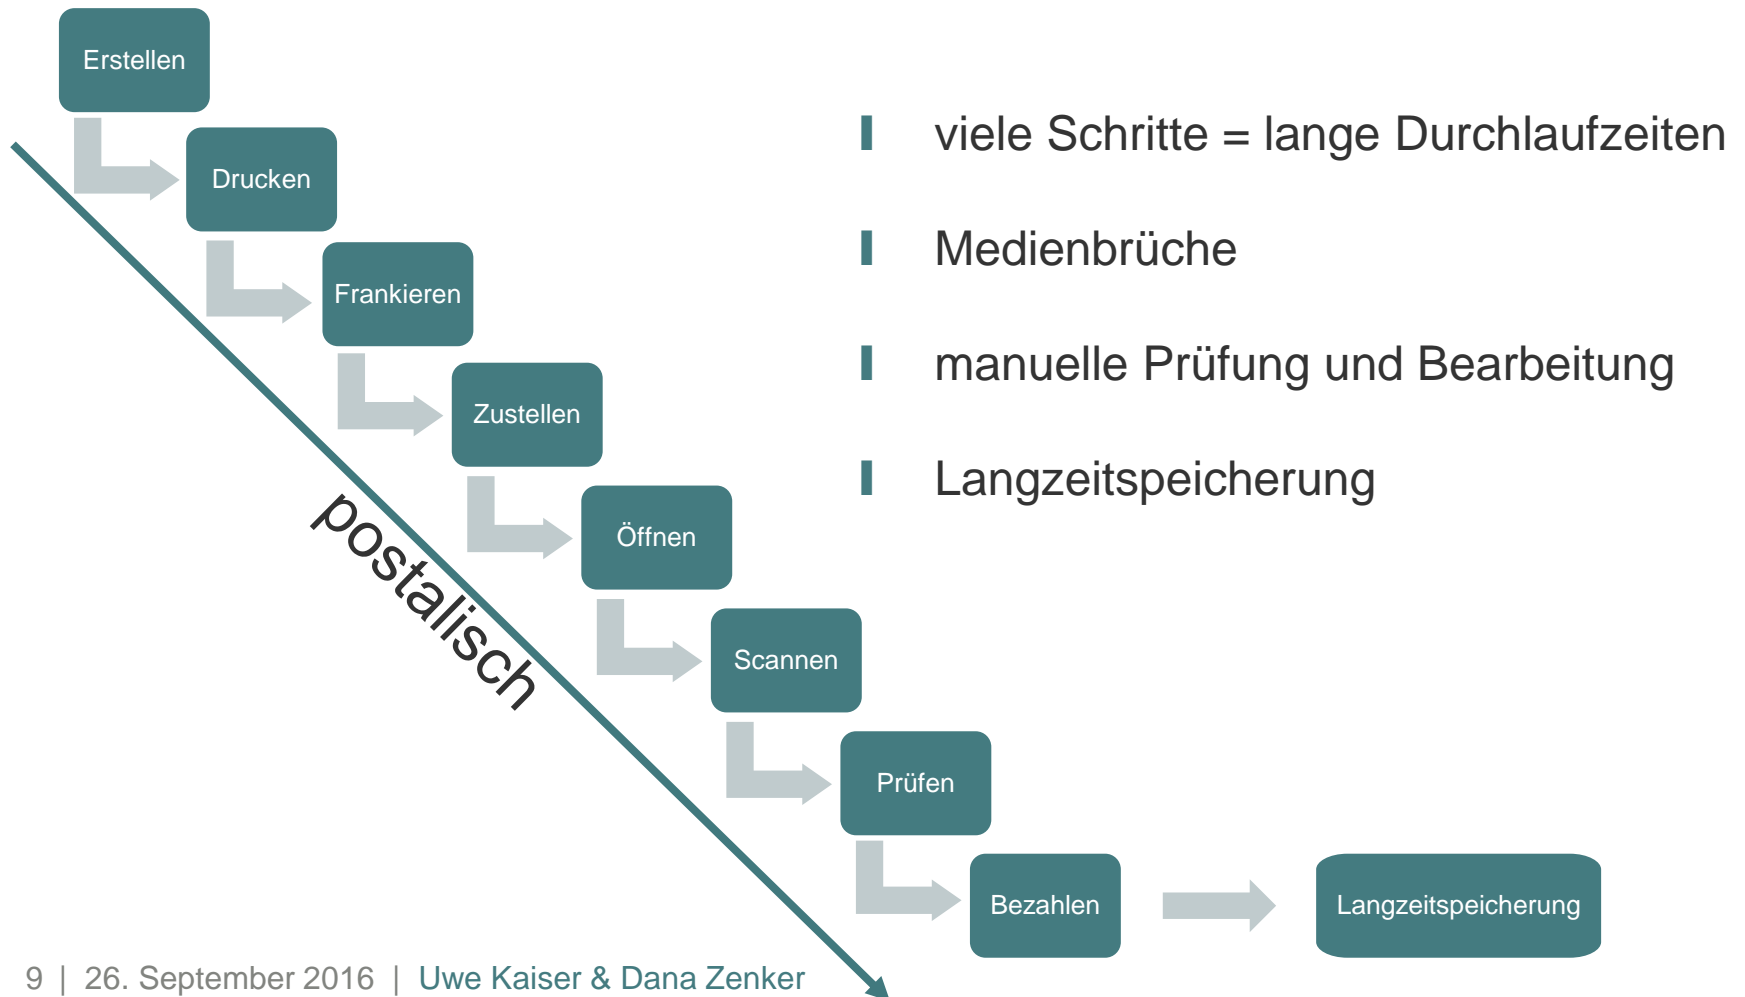 Erstellen
Drucken
Frankieren
Zustellen
Öffnen
Scannen
Prüfen
Bezahlen
Langzeitspeicherung
postalisch
viele Schritte = lange Durchlaufzeiten
Medienbrüche
manuelle Prüfung und Bearbeitung
Langzeitspeicherung
9 | 26. September 2016 | Uwe Kaiser & Dana Zenker